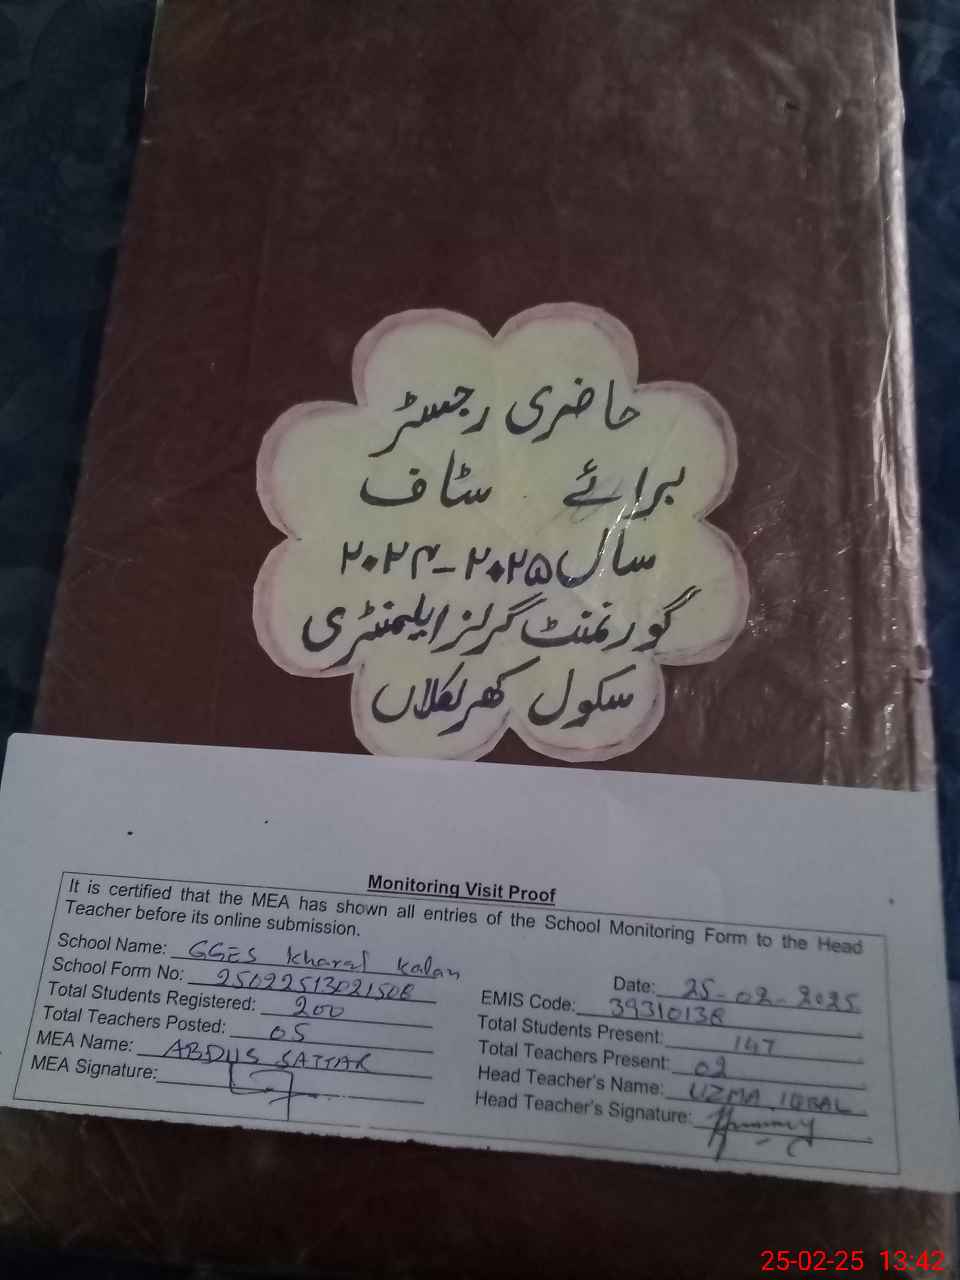 حاضری رجسٹر
برائے سٹاف
سال ۲۰۲۵-۲۰۲۴
گورنمنٹ گرلز ایلیمنٹری
سکول کھرلکلاں
Monitoring Visit Proof
It is certified that the MEA has shown all entries of the School Monitoring Form to the Head
Teacher before its online submission.
School Name: GGES Kharal Kalan
Date: 25-02-2025
School Form No: 25022513021508
EMIS Code: 39310138
Total Students Registered: 200
Total Students Present: 147
Total Teachers Posted: 05
Total Teachers Present: 02
MEA Name: ABDUS SATTAR
Head Teacher's Name: UZMA IQBAL
MEA Signature:
Head Teacher's Signature:
25-02-25 13:42